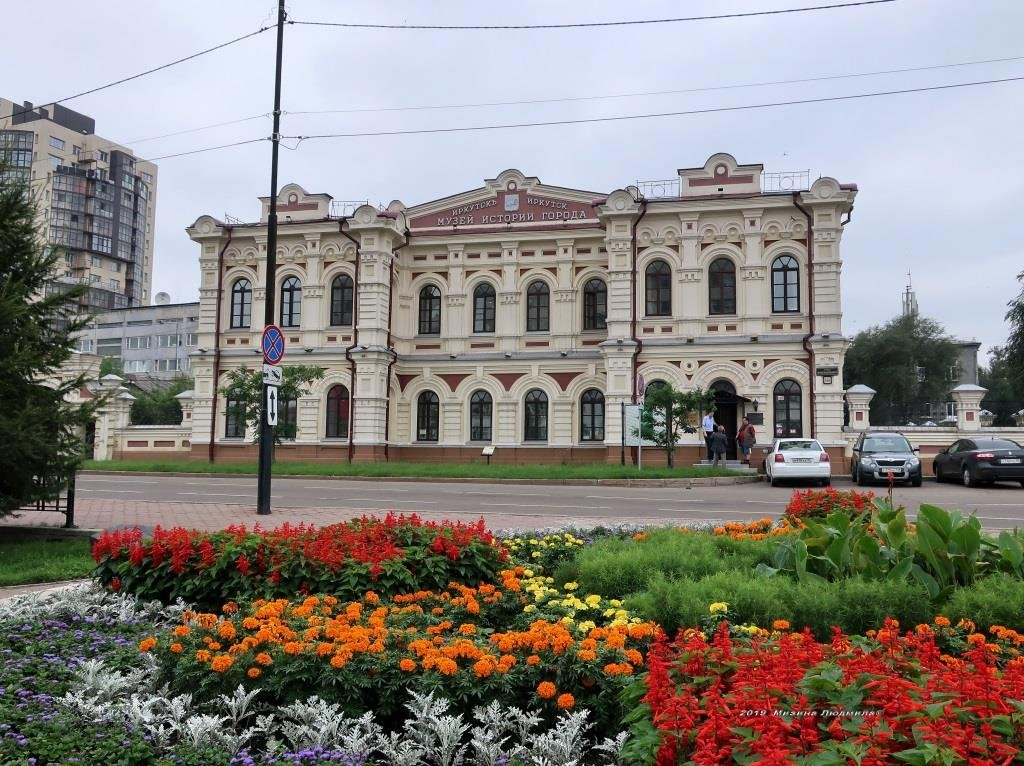 ИРКУТСКЪ ИРКУТСК
МУЗЕЙ ИСТОРИИ ГОРОДА
2019 Мизина Людмила©